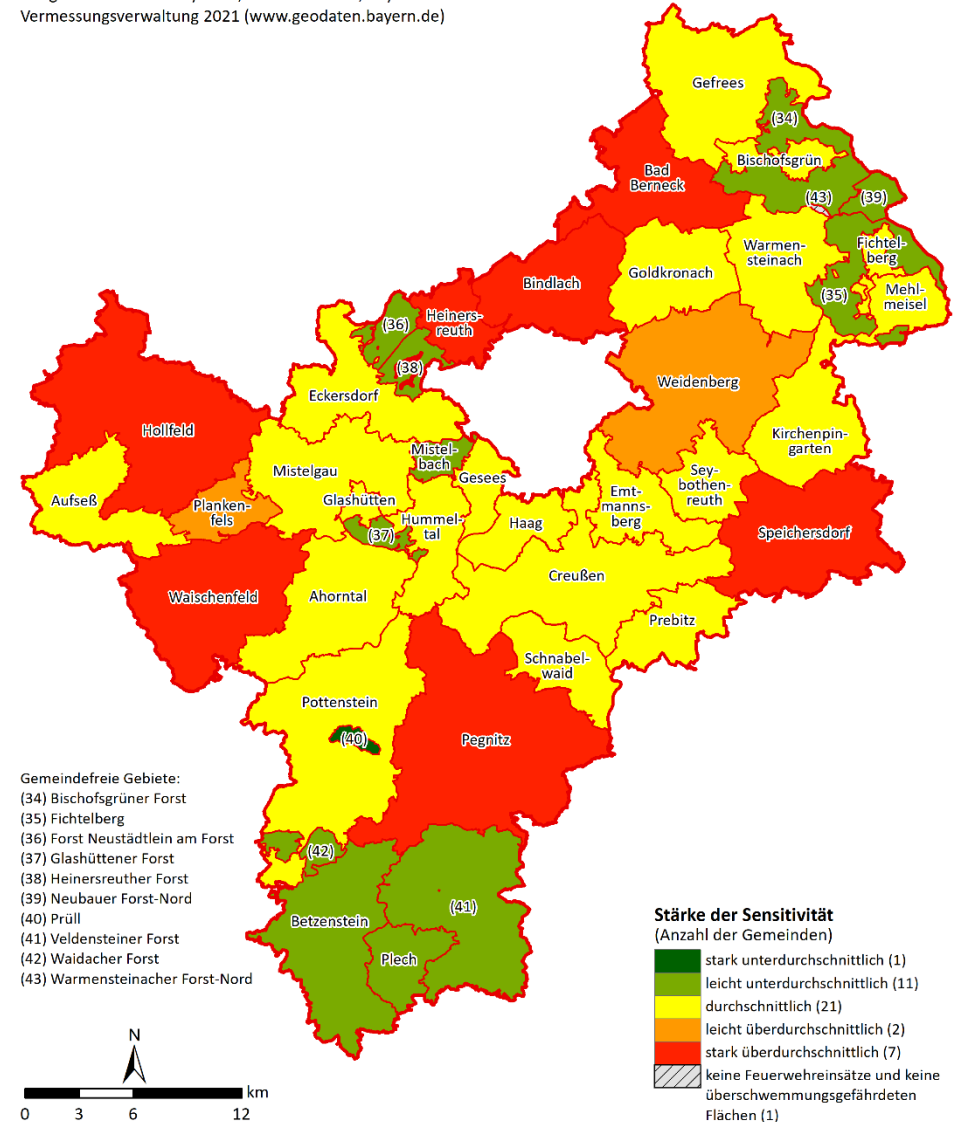 Vermessungsverwaltung 2021 (www.geodaten.bayern.de)
Gefrees
(34)
Bischofsgrün
Bad
Berneck
(43)
(39)
Warmen-
steinach
Fichtel-
berg
Goldkronach
Bindlach
(35)
Mehl-
meisel
Heiners-
reuth
(36)
(38)
Weidenberg
Eckersdorf
Hollfeld
Kirchenpin-
garten
Mistel-
bach
Mistelgau
Gesees
Sey-
bothen-
reuth
Aufseß
Glashütten
Emt-
manns-
berg
Planken-
fels
Hummel-
tal
Haag
(37)
Speichersdorf
Creußen
Waischenfeld
Ahorntal
Prebitz
Schnabel-
waid
Pottenstein
(40)
Pegnitz
(42)
(41)
Betzenstein
Plech
Gemeindefreie Gebiete:
(34) Bischofsgrüner Forst
(35) Fichtelberg
(36) Forst Neustädtlein am Forst
(37) Glashüttener Forst
(38) Heinersreuther Forst
(39) Neubauer Forst-Nord
(40) Prüll
(41) Veldensteiner Forst
(42) Waidacher Forst
(43) Warmensteinacher Forst-Nord
N
km
0 3 6 12
Stärke der Sensitivität
(Anzahl der Gemeinden)
stark unterdurchschnittlich (1)
leicht unterdurchschnittlich (11)
durchschnittlich (21)
leicht überdurchschnittlich (2)
stark überdurchschnittlich (7)
keine Feuerwehreinsätze und keine
überschwemmungsgefährdeten
Flächen (1)